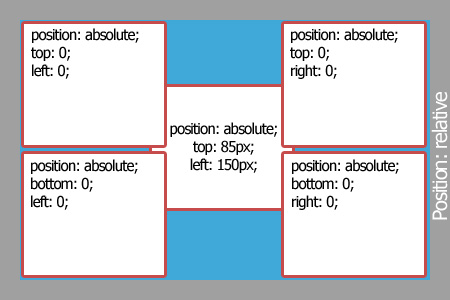 position: absolute;
top: 0;
left: 0;
position: absolute;
top: 0;
right: 0;
position: absolute;
top: 85px;
left: 150px;
position: absolute;
bottom: 0;
left: 0;
position: absolute;
bottom: 0;
right: 0;
Position: relative